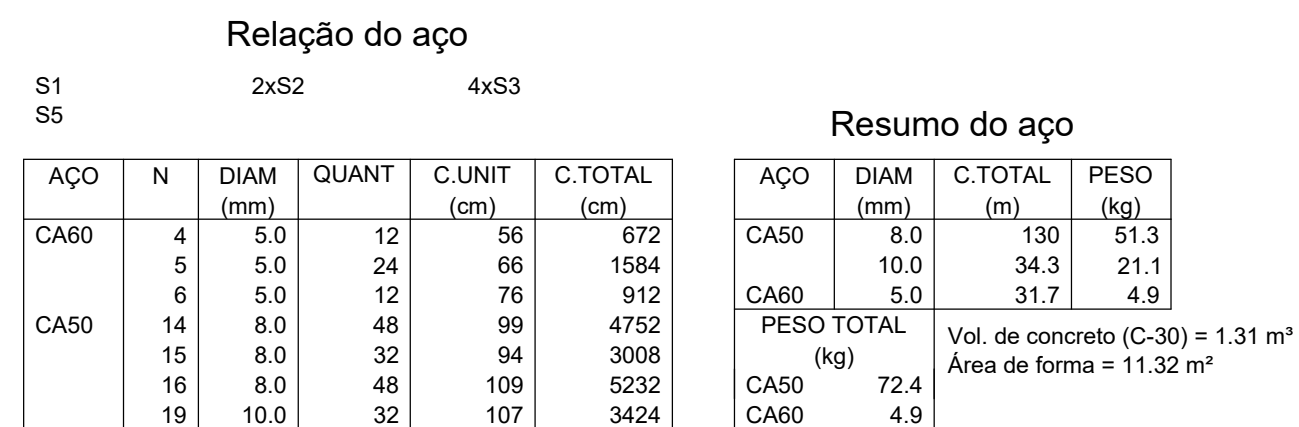 Relação do aço
S1 2xS2 4xS3
S5
AÇO N DIAM QUANT C.UNIT C.TOTAL
(mm) (cm) (cm)
CA60 4 5.0 12 56 672
5 5.0 24 66 1584
6 5.0 12 76 912
CA50 14 8.0 48 99 4752
15 8.0 32 94 3008
16 8.0 48 109 5232
19 10.0 32 107 3424
Resumo do aço
AÇO DIAM C.TOTAL PESO
(mm) (m) (kg)
CA50 8.0 130 51.3
10.0 34.3 21.1
CA60 5.0 31.7 4.9
PESO TOTAL
(kg)
CA50 72.4
CA60 4.9
Vol. de concreto (C-30) = 1.31 m³
Área de forma = 11.32 m²